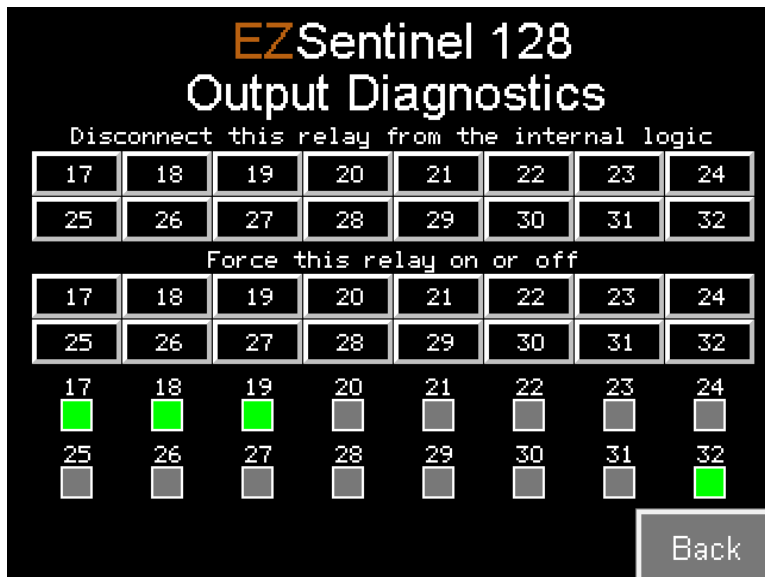 EZSentinel 128
Output Diagnostics
Disconnect this relay from the internal logic
17 18 19 20 21 22 23 24
25 26 27 28 29 30 31 32
Force this relay on or off
17 18 19 20 21 22 23 24
25 26 27 28 29 30 31 32
17 18 19 20 21 22 23 24
25 26 27 28 29 30 31 32
Back